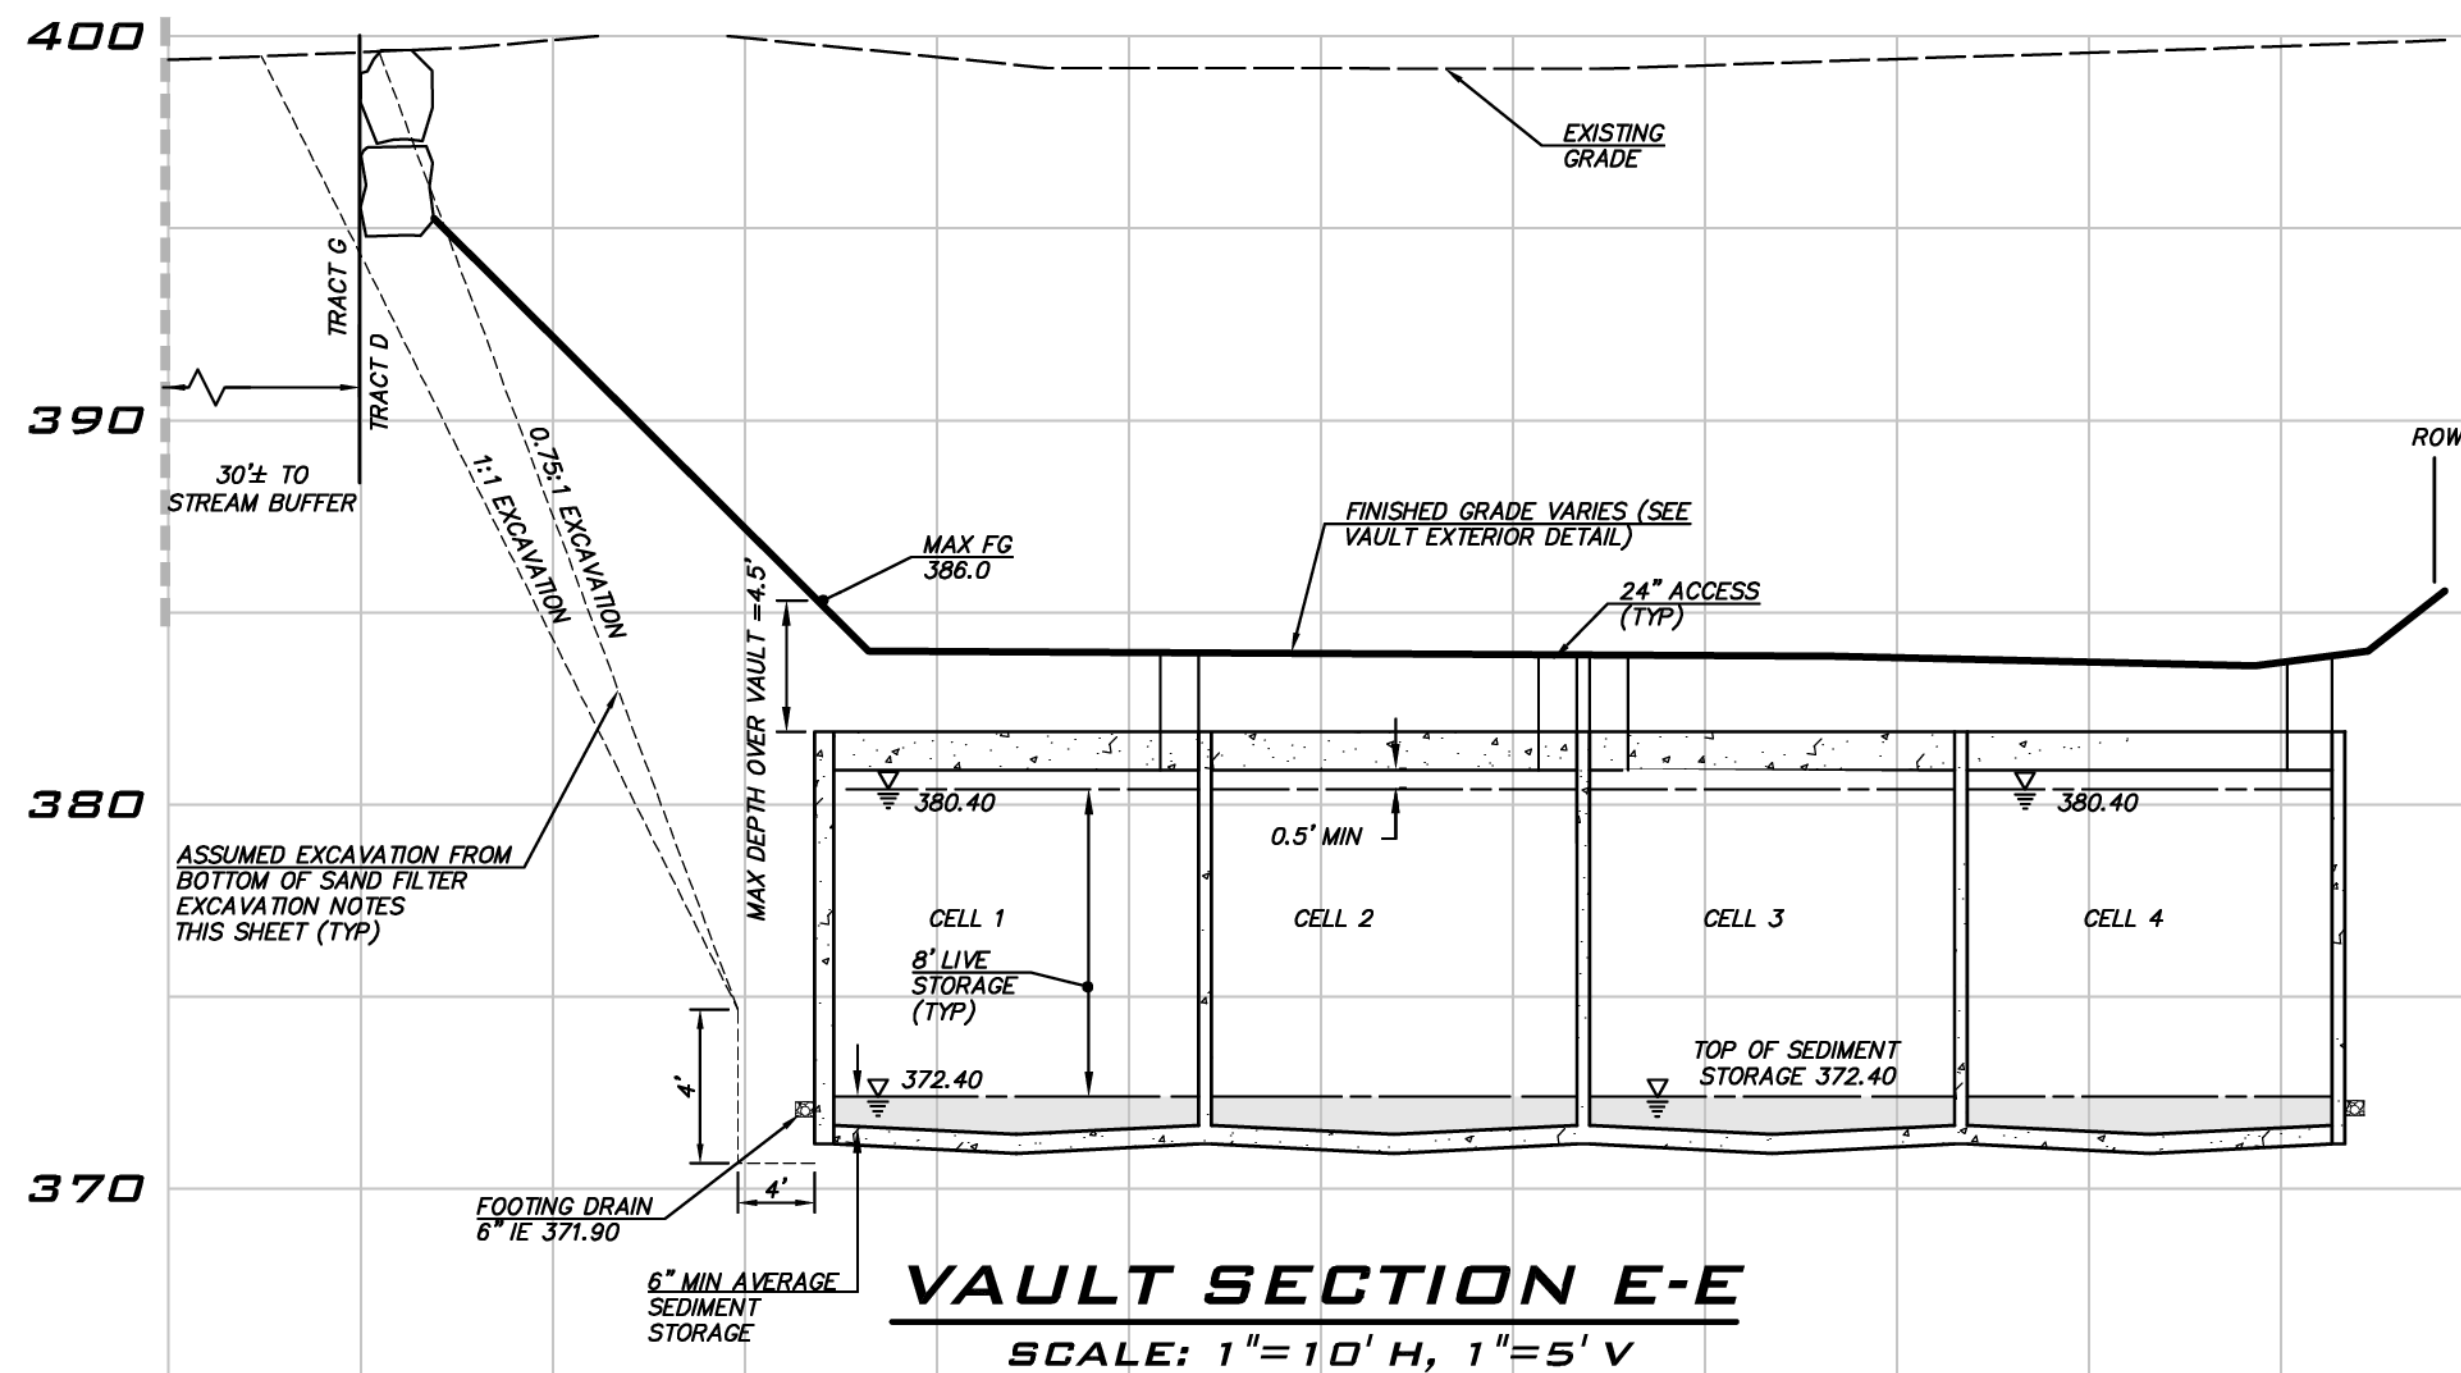 400
EXISTING
GRADE
TRACT G
TRACT D
390
ROW
30'± TO
STREAM BUFFER
1:1 EXCAVATION
0.75:1 EXCAVATION
FINISHED GRADE VARIES (SEE
VAULT EXTERIOR DETAIL)
MAX FG
386.0
24" ACCESS
(TYP)
MAX DEPTH OVER VAULT =4.5'
380
380.40
380.40
0.5' MIN
ASSUMED EXCAVATION FROM
BOTTOM OF SAND FILTER
EXCAVATION NOTES
THIS SHEET (TYP)
CELL 1
CELL 2
CELL 3
CELL 4
8' LIVE
STORAGE
(TYP)
TOP OF SEDIMENT
STORAGE 372.40
372.40
4'
370
4'
FOOTING DRAIN
6" IE 371.90
6" MIN AVERAGE
SEDIMENT
STORAGE
VAULT SECTION E-E
SCALE: 1"=10' H, 1"=5' V